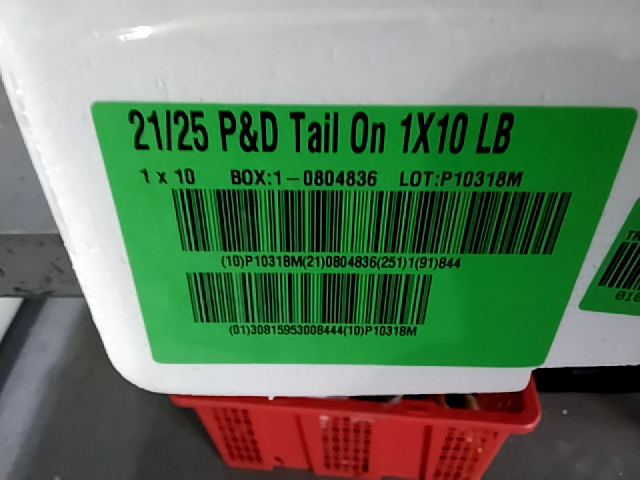 21/25 P&D Tail On 1X10 LB
1 x 10 BOX:1-0804836 LOT:P10318M
(10)P10318M(21)0804836(251)1(91)844
(01)30815953008444(10)P10318M